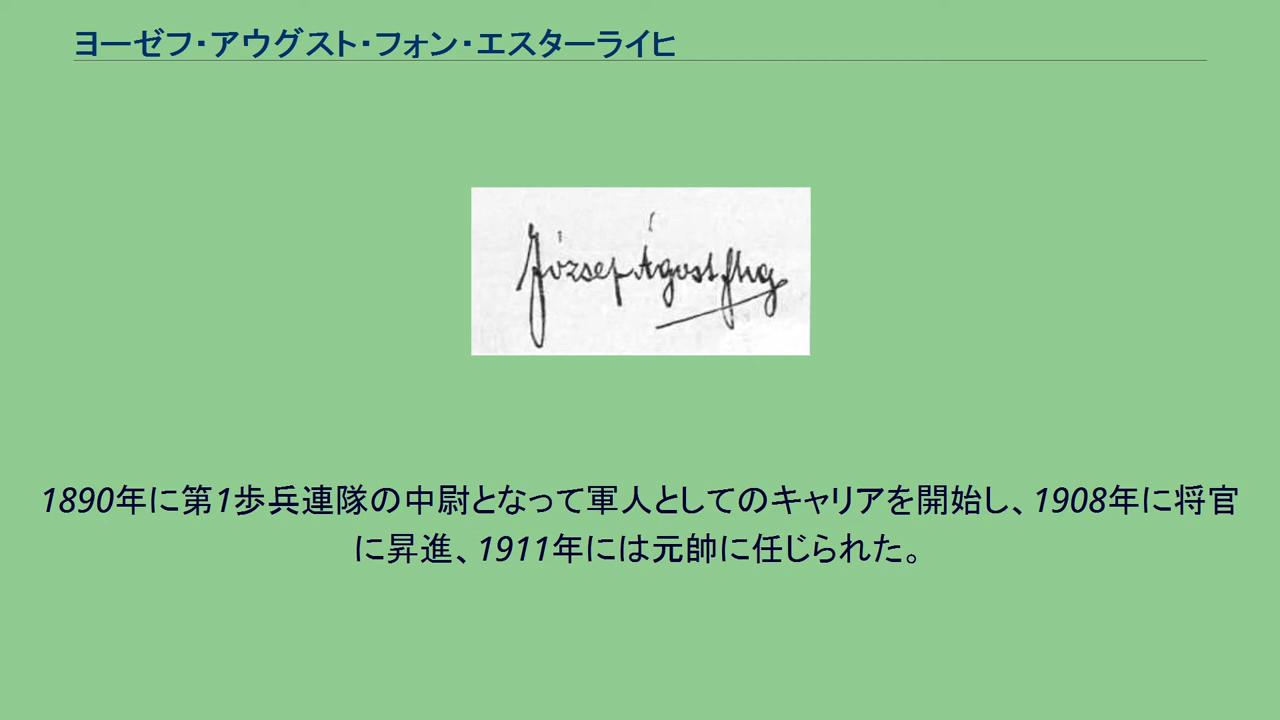 ヨーゼフ・アウグスト・フォン・エスターライヒ
József Ágost fhg
1890年に第1歩兵連隊の中尉となって軍人としてのキャリアを開始し、1908年に将官
に昇進、1911年には元帥に任じられた。